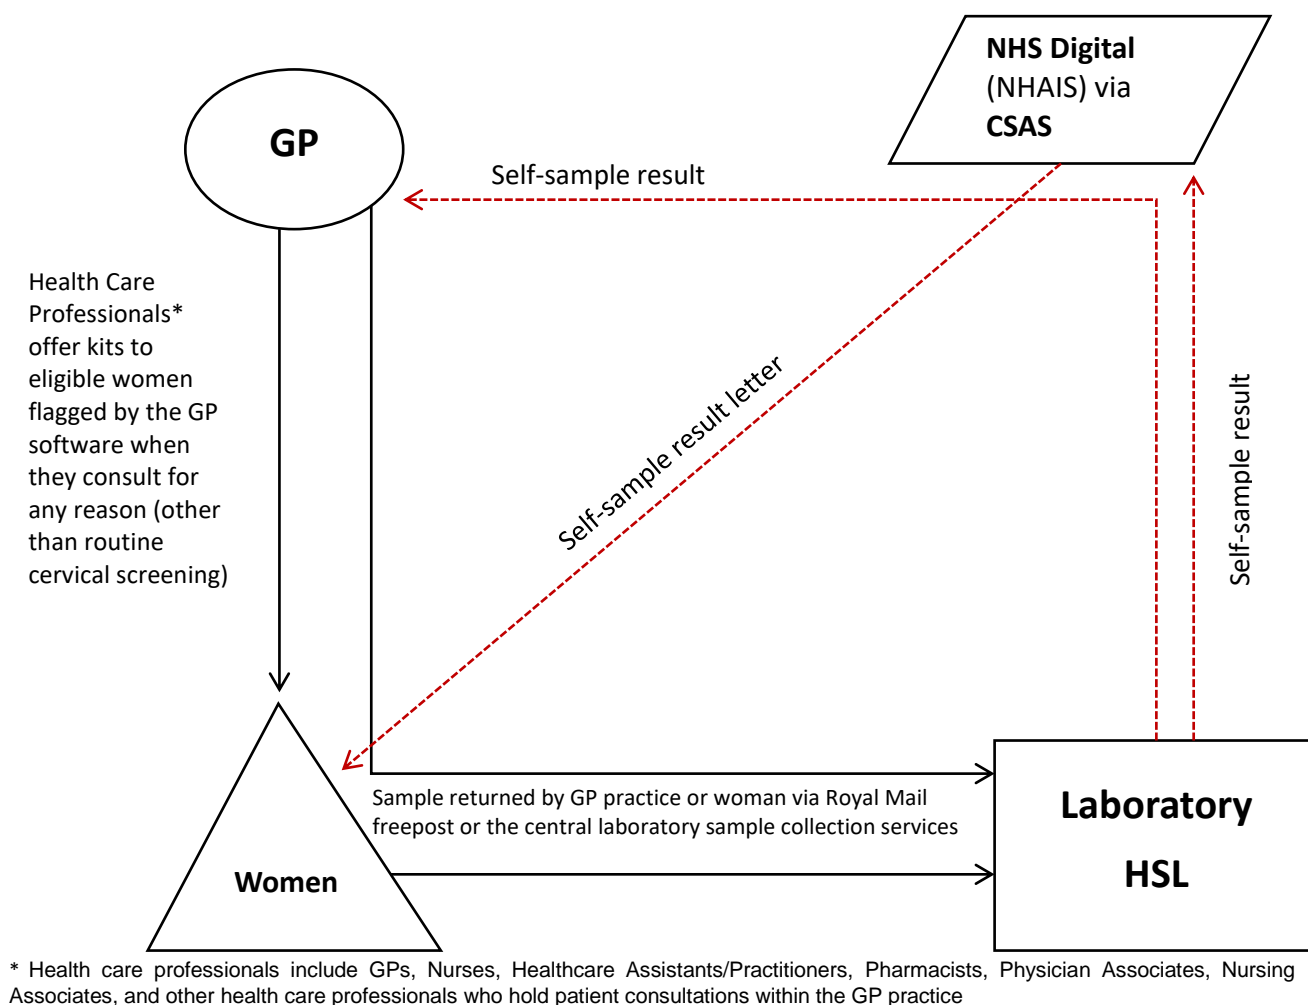 NHS Digital
(NHAIS) via
CSAS
GP
Self-sample result
Health Care
Professionals*
offer kits to
eligible women
flagged by the GP
software when
they consult for
any reason (other
than routine
cervical screening)
Self-sample result letter
Self-sample result
Sample returned by GP practice or woman via Royal Mail
freepost or the central laboratory sample collection services
Laboratory
HSL
Women
* Health care professionals include GPs, Nurses, Healthcare Assistants/Practitioners, Pharmacists, Physician Associates, Nursing
Associates, and other health care professionals who hold patient consultations within the GP practice